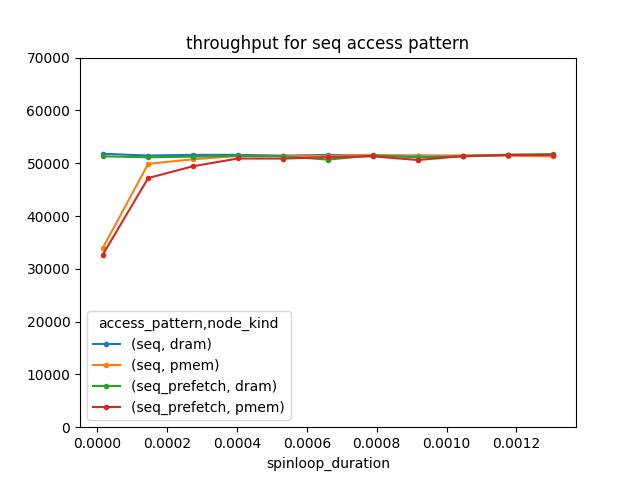 throughput for seq access pattern
70000
60000
50000
40000
30000
20000
10000
0
access_pattern,node_kind
(seq, dram)
(seq, pmem)
(seq_prefetch, dram)
(seq_prefetch, pmem)
0.0000 0.0002 0.0004 0.0006 0.0008 0.0010 0.0012
spinloop_duration